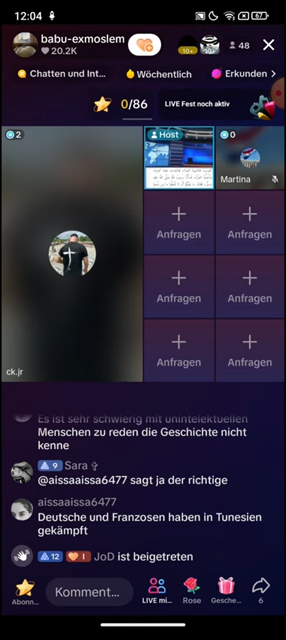 12:04
67
babu-exmoslem
20.2K
10+
48
Chatten und Int...
Wöchentlich
Erkunden
0/86
LIVE Fest noch aktiv
2
Host
0
Martina
Anfragen
Anfragen
Anfragen
Anfragen
Anfragen
Anfragen
ck.jr
Es ist sehr schwierig mit unintelektuellen
Menschen zu reden die Geschichte nicht
kenne
9 Sara
@aissaaissa6477 sagt ja der richtige
aissaaissa6477
Deutsche und Franzosen haben in Tunesien
gekämpft
12 I JoD ist beigetreten
Kommentʼ...
Abonn...
LIVE mi...
Rose
Gesche...
6